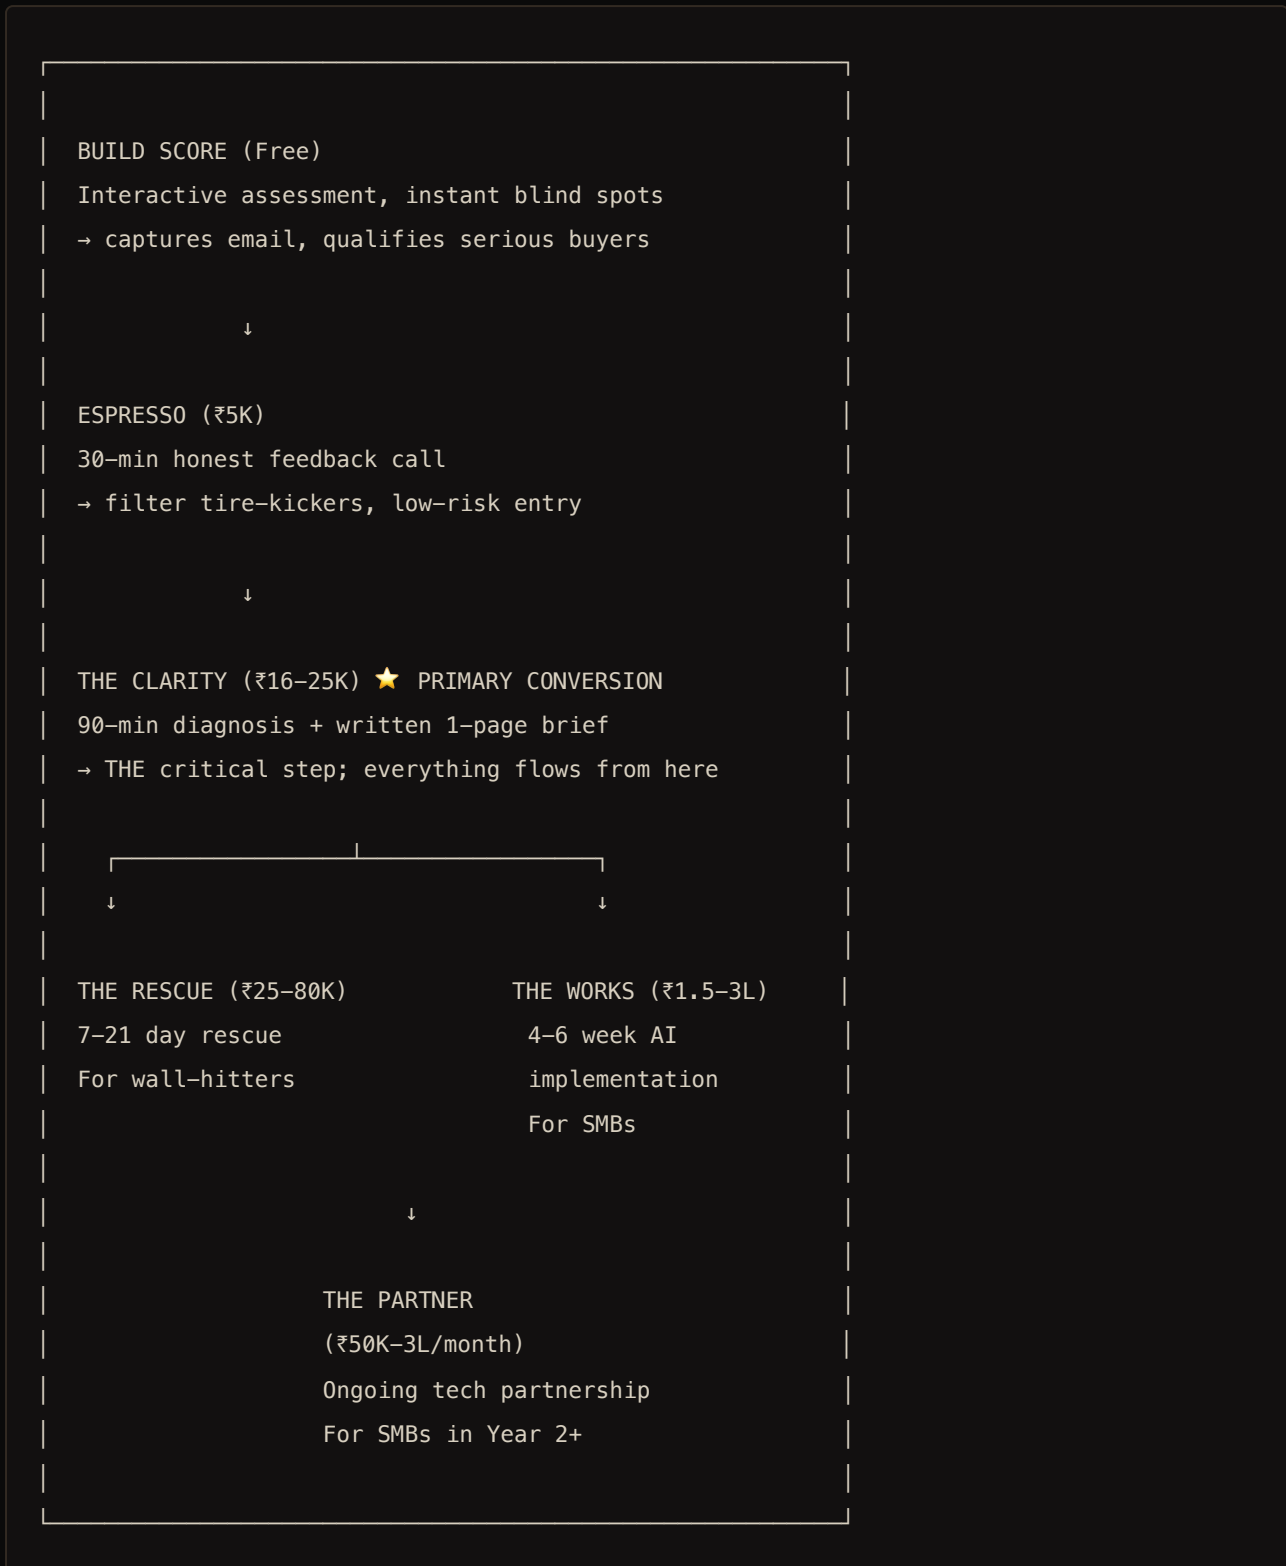 BUILD SCORE (Free)
Interactive assessment, instant blind spots
→ captures email, qualifies serious buyers
↓
ESPRESSO (₹5K)
30-min honest feedback call
→ filter tire-kickers, low-risk entry
↓
THE CLARITY (₹16-25K) ⭐ PRIMARY CONVERSION
90-min diagnosis + written 1-page brief
→ THE critical step; everything flows from here
↓ ↓
THE RESCUE (₹25-80K) THE WORKS (₹1.5-3L)
7-21 day rescue 4-6 week AI
For wall-hitters implementation
For SMBs
↓
THE PARTNER
(₹50K-3L/month)
Ongoing tech partnership
For SMBs in Year 2+